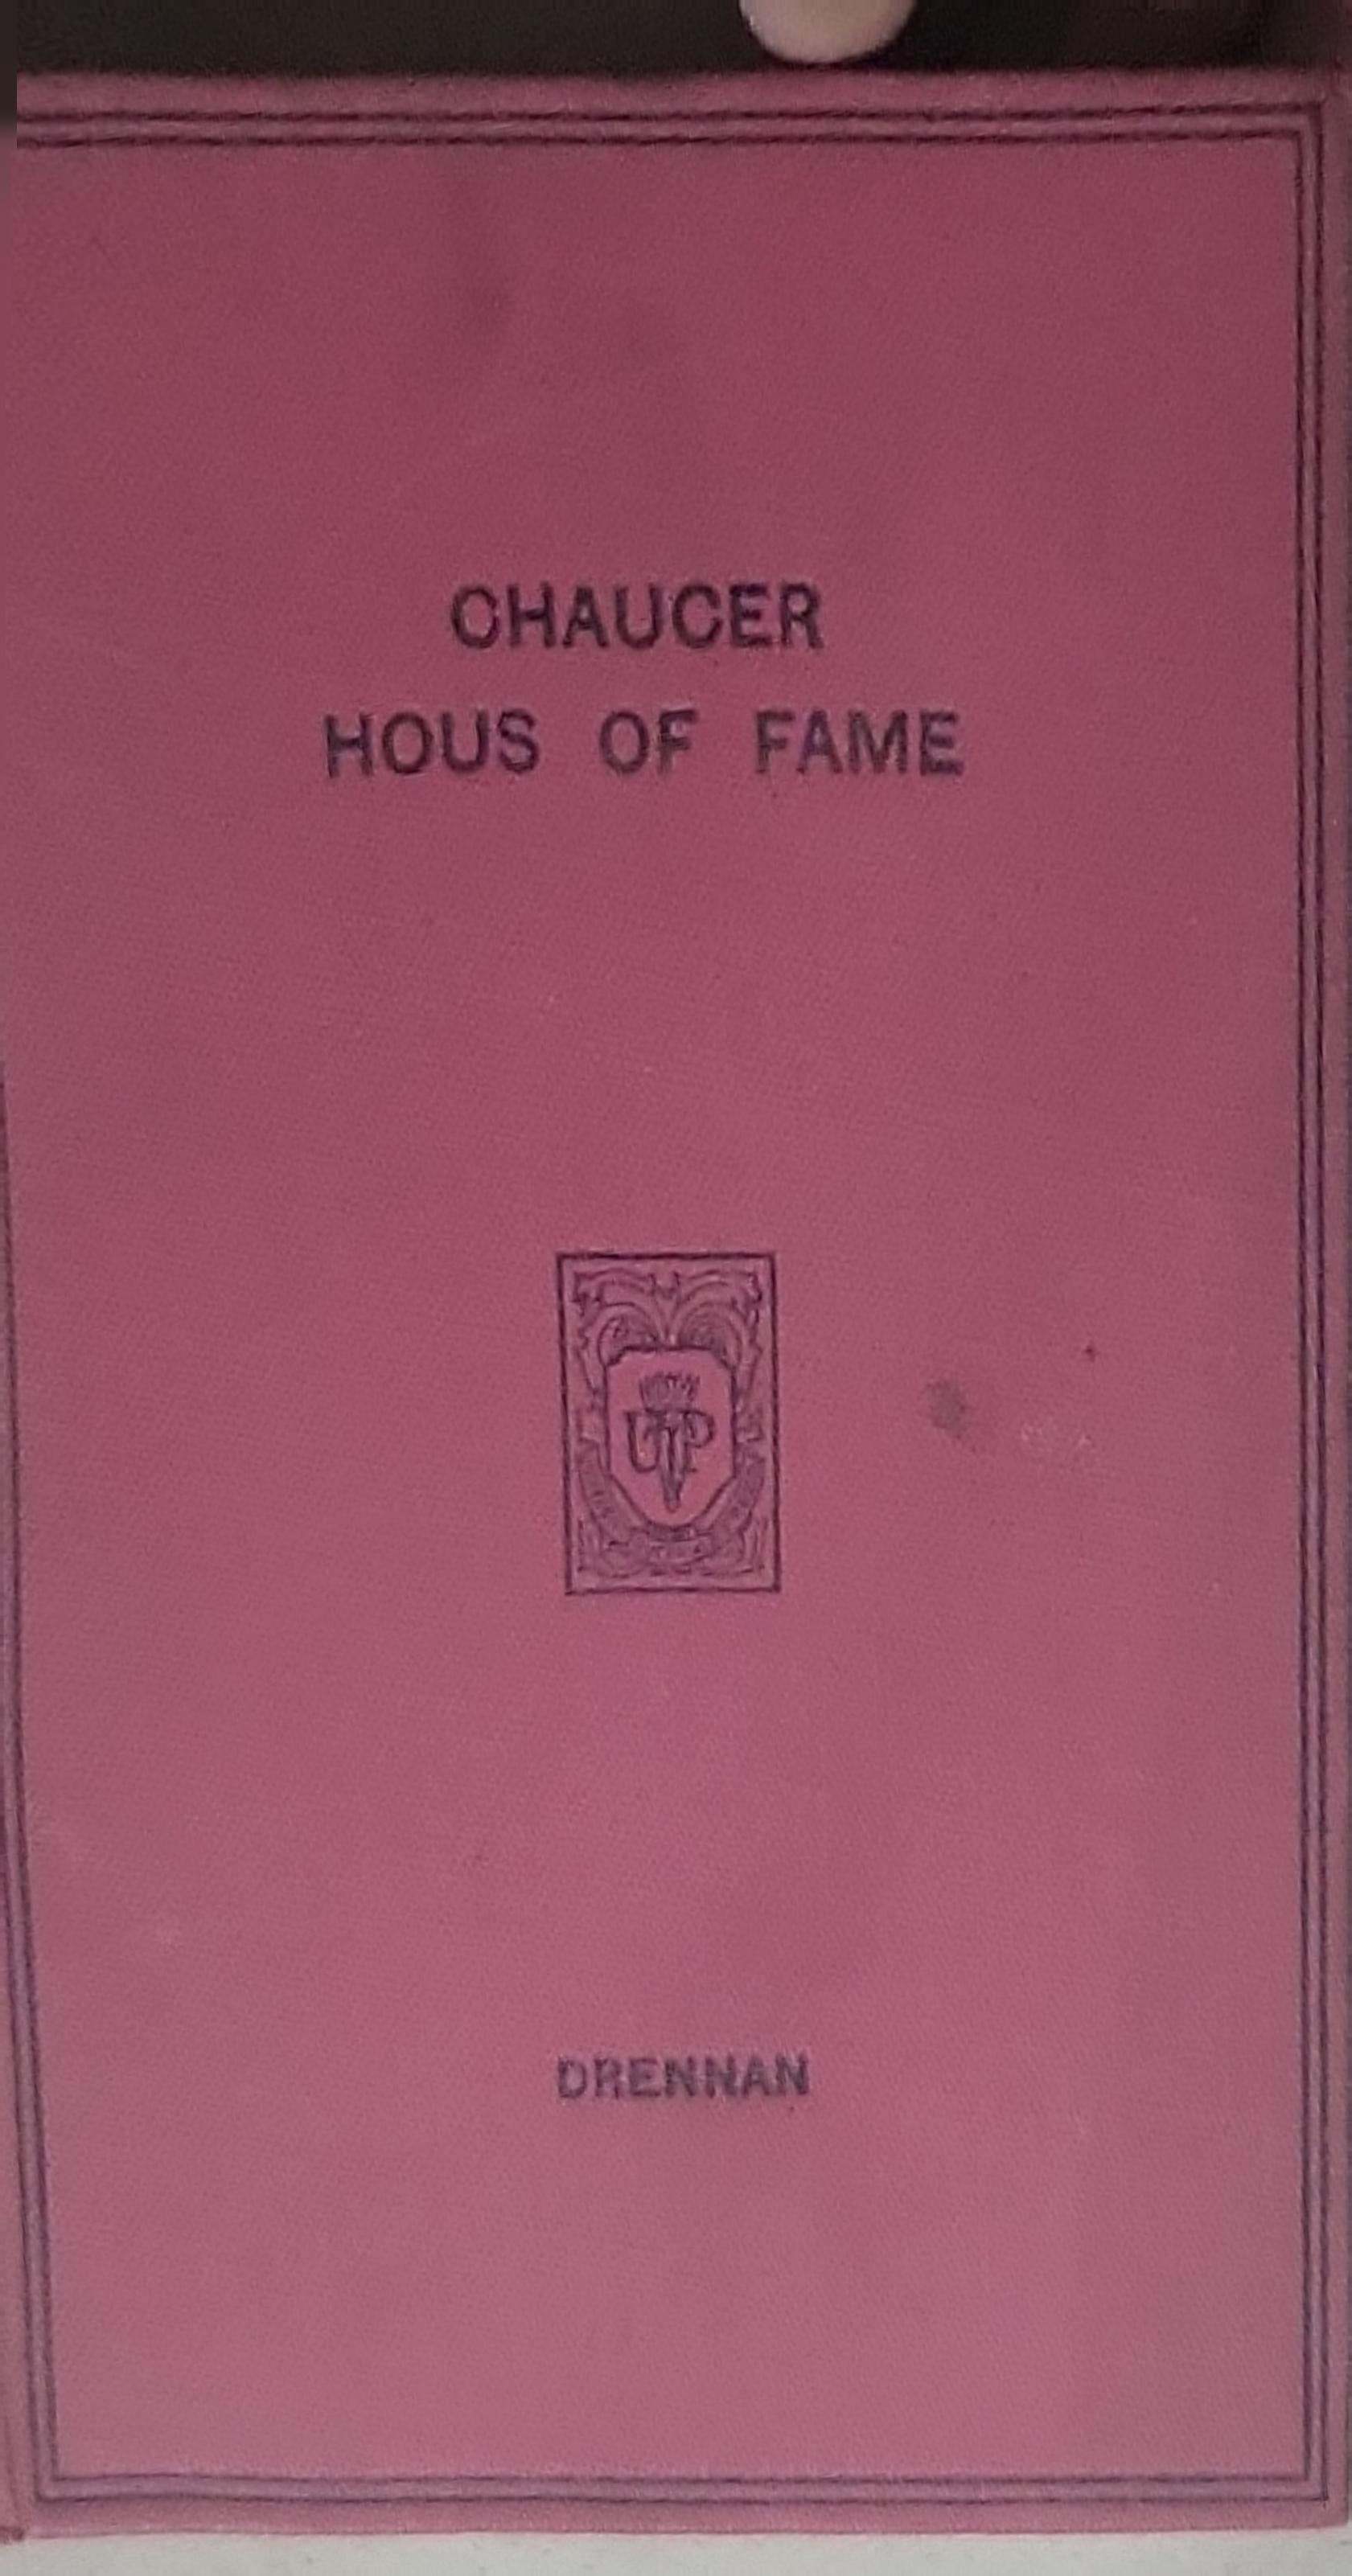 CHAUCER
HOUS OF FAME
UTP
DRENNAN